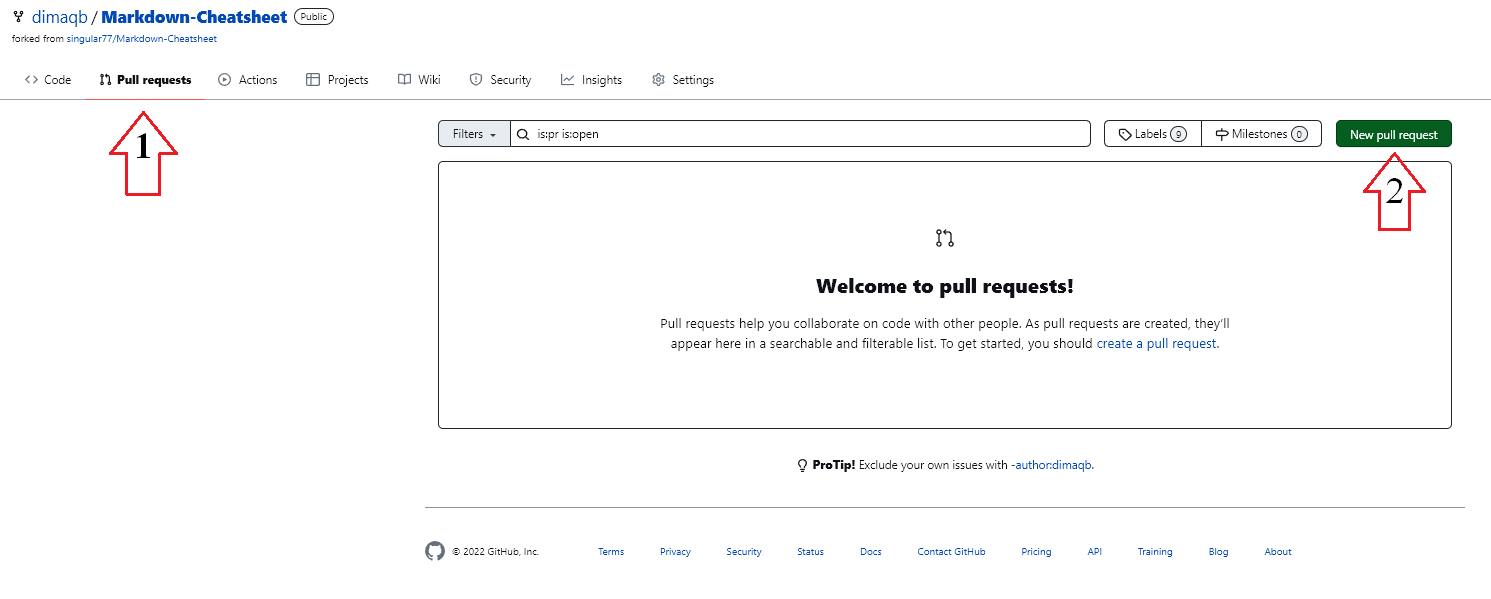 dimaqb / Markdown-Cheatsheet Public
forked from singular77/Markdown-Cheatsheet
Code Pull requests Actions Projects Wiki Security Insights Settings
1
Filters is:pr is:open Labels 9 Milestones 0 New pull request
2
Welcome to pull requests!
Pull requests help you collaborate on code with other people. As pull requests are created, they'll
appear here in a searchable and filterable list. To get started, you should create a pull request.
ProTip! Exclude your own issues with -author:dimaqb.
© 2022 GitHub, Inc. Terms Privacy Security Status Docs Contact GitHub Pricing API Training Blog About